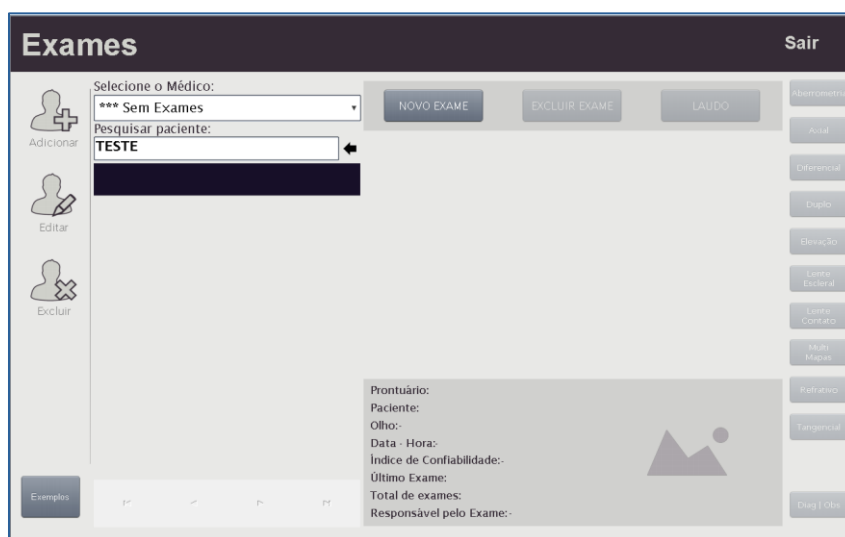 Exames
Sair
Adicionar
Editar
Excluir
Exemplos
Selecione o Médico:
*** Sem Exames
Pesquisar paciente:
TESTE
NOVO EXAME
EXCLUIR EXAME
LAUDO
Prontuário:
Paciente:
Olho:-
Data - Hora:-
Índice de Confiabilidade:-
Último Exame:
Total de exames:
Responsável pelo Exame:-
Aberrometria
Axial
Diferencial
Duplo
Elevação
Lente
Escleral
Lente
Contato
Multi
Mapas
Refrativo
Tangencial
Diag | Obs